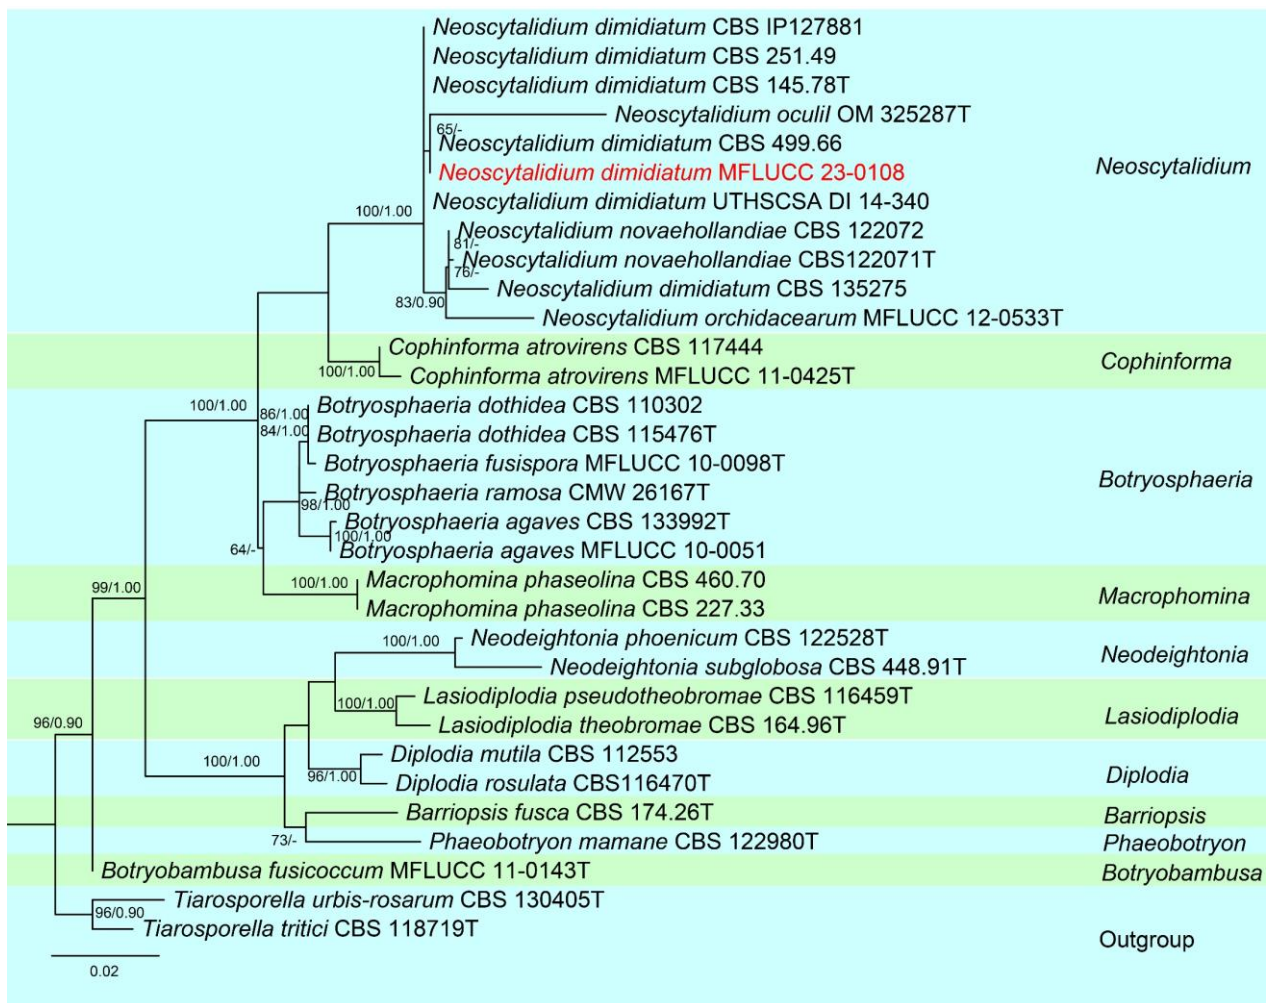 Neoscytalidium dimidiatum CBS IP127881
Neoscytalidium dimidiatum CBS 251.49
Neoscytalidium dimidiatum CBS 145.78T
Neoscytalidium oculil OM 325287T
65/-
Neoscytalidium dimidiatum CBS 499.66
Neoscytalidium dimidiatum MFLUCC 23-0108
Neoscytalidium
Neoscytalidium dimidiatum UTHSCSA DI 14-340
100/1.00
Neoscytalidium novaehollandiae CBS 122072
81/-
Neoscytalidium novaehollandiae CBS122071T
76/-
Neoscytalidium dimidiatum CBS 135275
83/0.90
Neoscytalidium orchidacearum MFLUCC 12-0533T
Cophinforma atrovirens CBS 117444
Cophinforma
100/1.00
Cophinforma atrovirens MFLUCC 11-0425T
100/1.00
Botryosphaeria dothidea CBS 110302
86/1.00
84/1.00
Botryosphaeria dothidea CBS 115476T
Botryosphaeria fusispora MFLUCC 10-0098T
Botryosphaeria
Botryosphaeria ramosa CMW 26167T
98/1.00
Botryosphaeria agaves CBS 133992T
100/1.00
Botryosphaeria agaves MFLUCC 10-0051
64/-
Macrophomina phaseolina CBS 460.70
100/1.00
99/1.00
Macrophomina
Macrophomina phaseolina CBS 227.33
Neodeightonia phoenicum CBS 122528T
100/1.00
Neodeightonia
Neodeightonia subglobosa CBS 448.91T
Lasiodiplodia pseudotheobromae CBS 116459T
100/1.00
Lasiodiplodia
Lasiodiplodia theobromae CBS 164.96T
96/0.90
Diplodia mutila CBS 112553
100/1.00
96/1.00
Diplodia
Diplodia rosulata CBS116470T
Barriopsis fusca CBS 174.26T
Barriopsis
73/-
Phaeobotryon mamane CBS 122980T
Phaeobotryon
Botryobambusa fusicoccum MFLUCC 11-0143T
Botryobambusa
Tiarosporella urbis-rosarum CBS 130405T
96/0.90
Tiarosporella tritici CBS 118719T
Outgroup
0.02